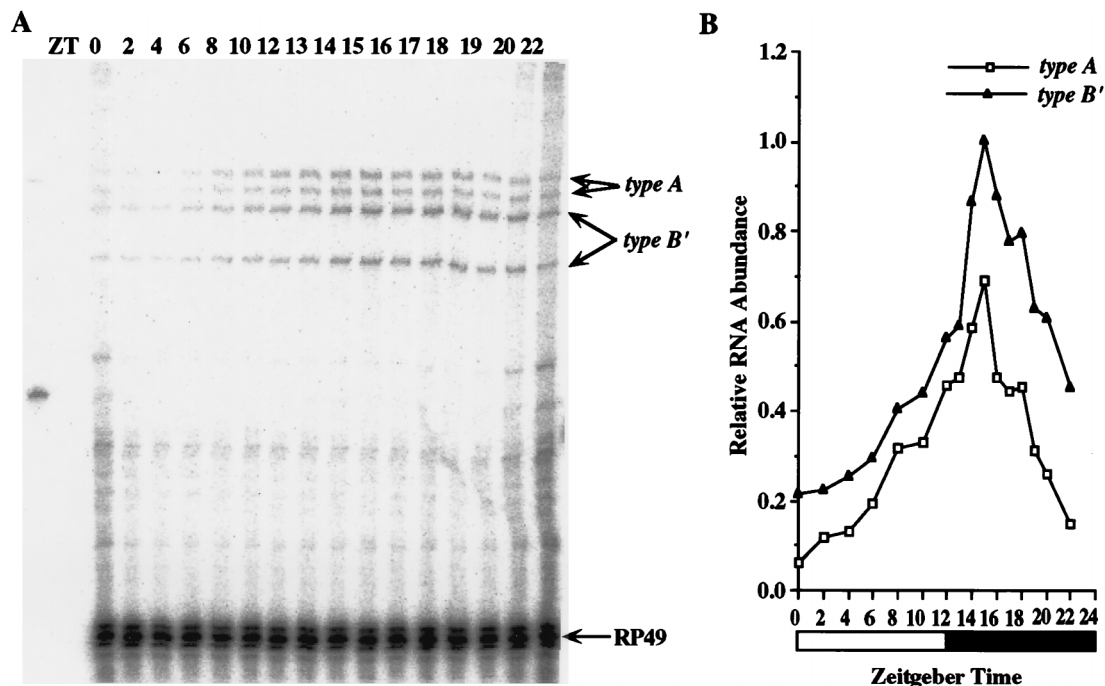 A
ZT 0 2 4 6 8 10 12 13 14 15 16 17 18 19 20 22
type A
type B'
RP49
B
type A
type B'
1.2
1.0
0.8
0.6
0.4
0.2
0.0
Relative RNA Abundance
0 2 4 6 8 10 12 14 16 18 20 22 24
Zeitgeber Time